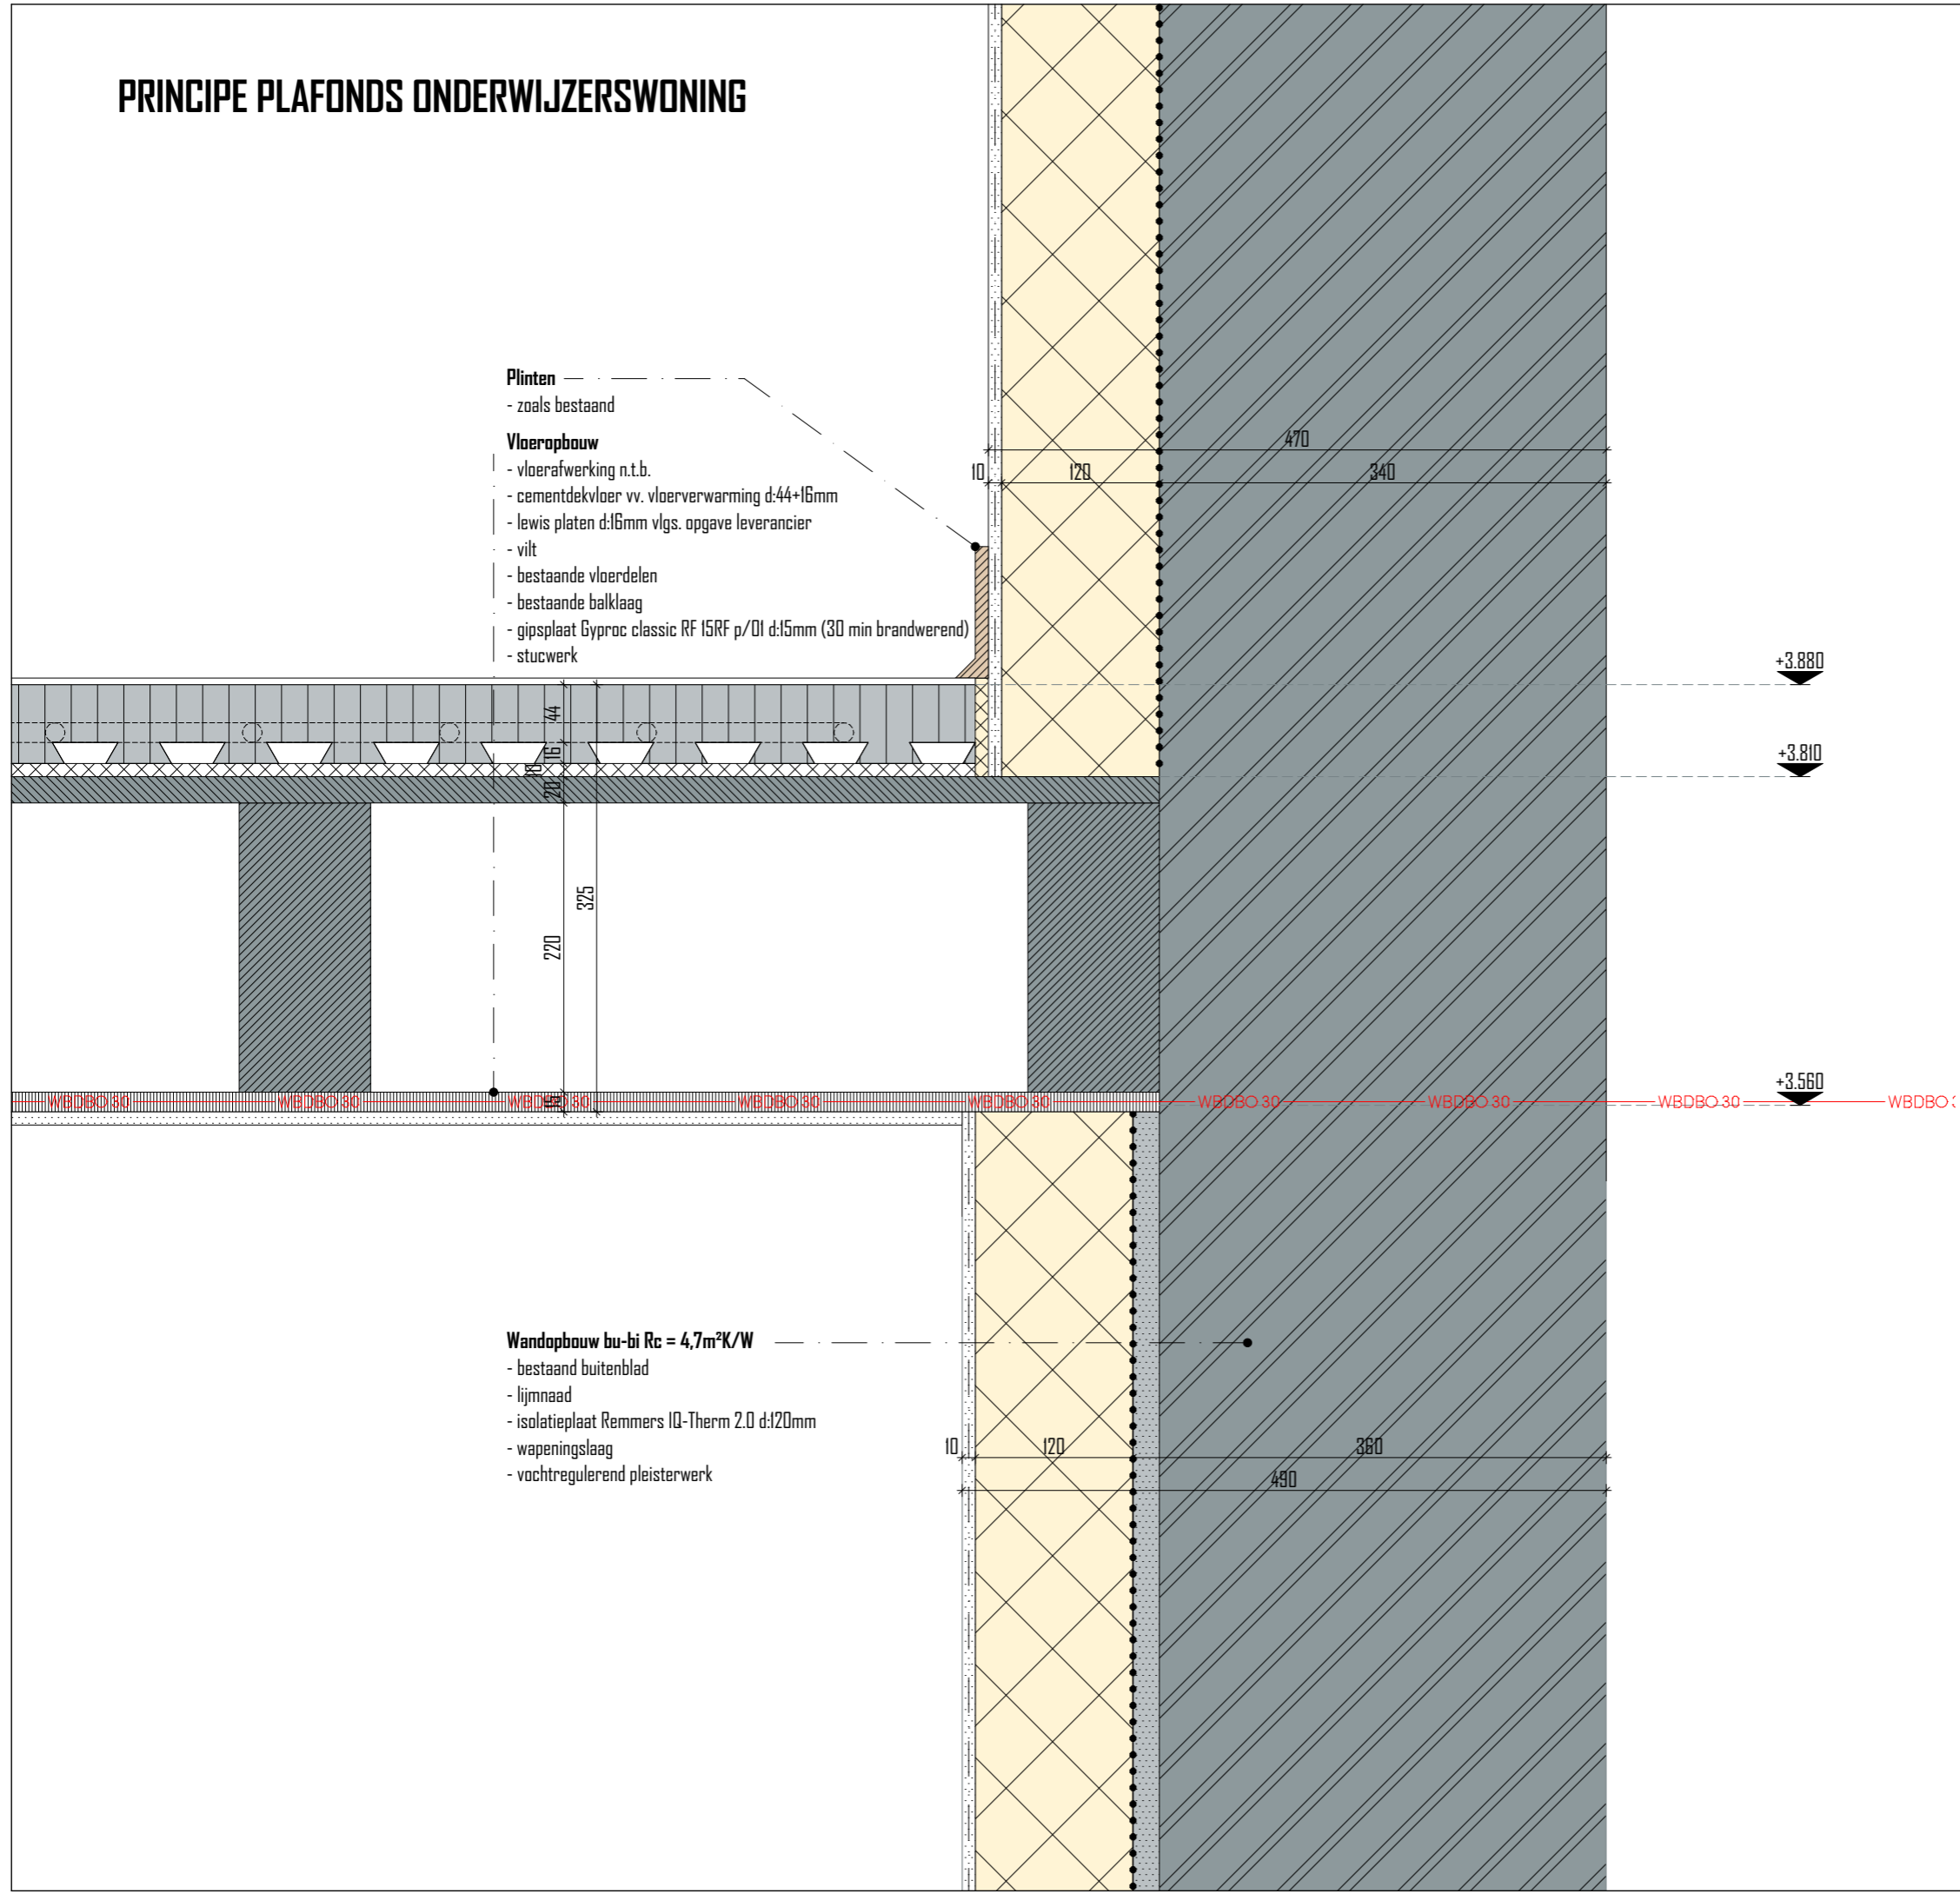 PRINCIPE PLAFONDS ONDERWIJZERSWONING
Plinten
- zoals bestaand
Vloeropbouw
- vloerafwerking n.t.b.
- cementdekvloer vv. vloerverwarming d:44+16mm
- lewis platen d:16mm vlgs. opgave leverancier
- vilt
- bestaande vloerdelen
- bestaande balklaag
- gipsplaat Gyproc classic RF 15RF p/01 d:15mm (30 min brandwerend)
- stucwerk
470
10 120 340
+3.880
44
+3.810
16
10
20
325
220
+3.560
15
WBDBO 30 WBDBO 30 WBDBO 30 WBDBO 30 WBDBO 30 WBDBO 30 WBDBO 30 WBDBO 30 WBDBO
Wandopbouw bu-bi Rc = 4,7m²K/W
- bestaand buitenblad
- lijmnaad
- isolatieplaat Remmers IQ-Therm 2.0 d:120mm
- wapeningslaag
- vochtregulerend pleisterwerk
10 120 360
490